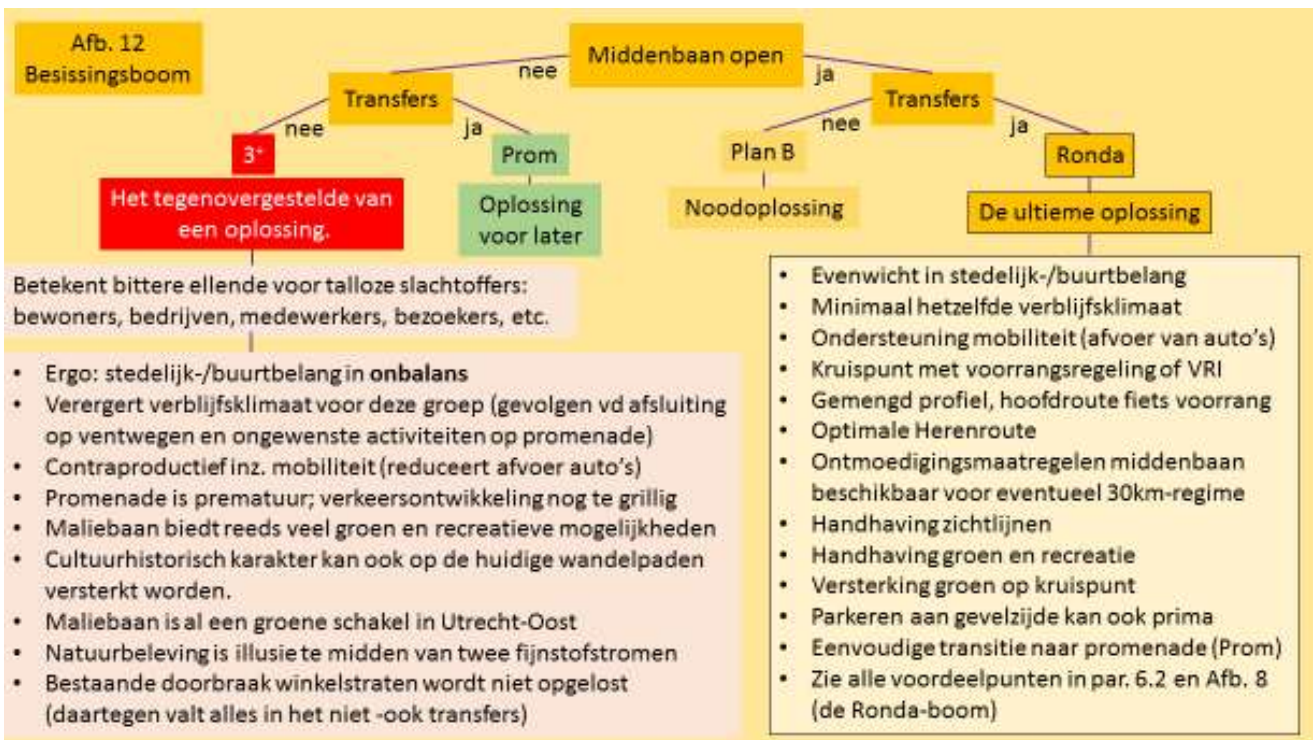 Afb. 12
Besissingsboom
Middenbaan open
nee
ja
Transfers
Transfers
nee
ja
nee
ja
3⁺
Prom
Plan B
Ronda
Het tegenovergestelde van
een oplossing.
Oplossing
voor later
Noodoplossing
De ultieme oplossing
Betekent bittere ellende voor talloze slachtoffers:
bewoners, bedrijven, medewerkers, bezoekers, etc.
• Ergo: stedelijk-/buurtbelang in onbalans
• Verergert verblijfsklimaat voor deze groep (gevolgen vd afsluiting
op ventwegen en ongewenste activiteiten op promenade)
• Contraproductief inz. mobiliteit (reduceert afvoer auto's)
• Promenade is prematuur; verkeersontwikkeling nog te grillig
• Maliebaan biedt reeds veel groen en recreatieve mogelijkheden
• Cultuurhistorisch karakter kan ook op de huidige wandelpaden
versterkt worden.
• Maliebaan is al een groene schakel in Utrecht-Oost
• Natuurbeleving is illusie te midden van twee fijnstofstromen
• Bestaande doorbraak winkelstraten wordt niet opgelost
(daartegen valt alles in het niet -ook transfers)
• Evenwicht in stedelijk-/buurtbelang
• Minimaal hetzelfde verblijfsklimaat
• Ondersteuning mobiliteit (afvoer van auto's)
• Kruispunt met voorrangsregeling of VRI
• Gemengd profiel, hoofdroute fiets voorrang
• Optimale Herenroute
• Ontmoedigingsmaatregelen middenbaan
beschikbaar voor eventueel 30km-regime
• Handhaving zichtlijnen
• Handhaving groen en recreatie
• Versterking groen op kruispunt
• Parkeren aan gevelzijde kan ook prima
• Eenvoudige transitie naar promenade (Prom)
• Zie alle voordeelpunten in par. 6.2 en Afb. 8
(de Ronda-boom)